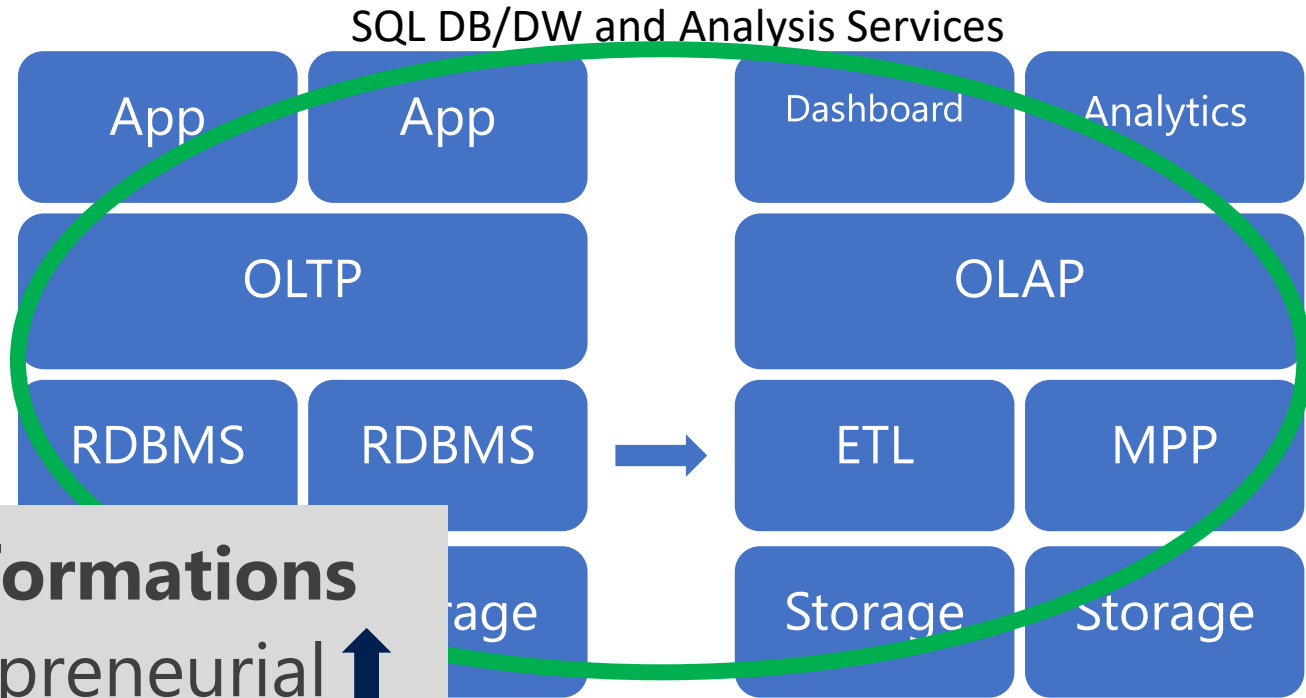 SQL DB/DW and Analysis Services
App App Dashboard Analytics
OLTP OLAP
RDBMS RDBMS ETL MPP
ormations
rage Storage Storage
preneurial